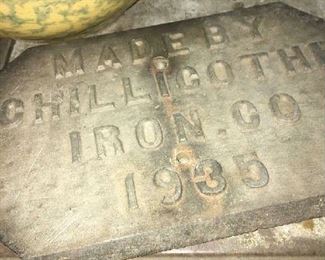 MADE BY
CHILLICOTHE
IRON. CO
1935